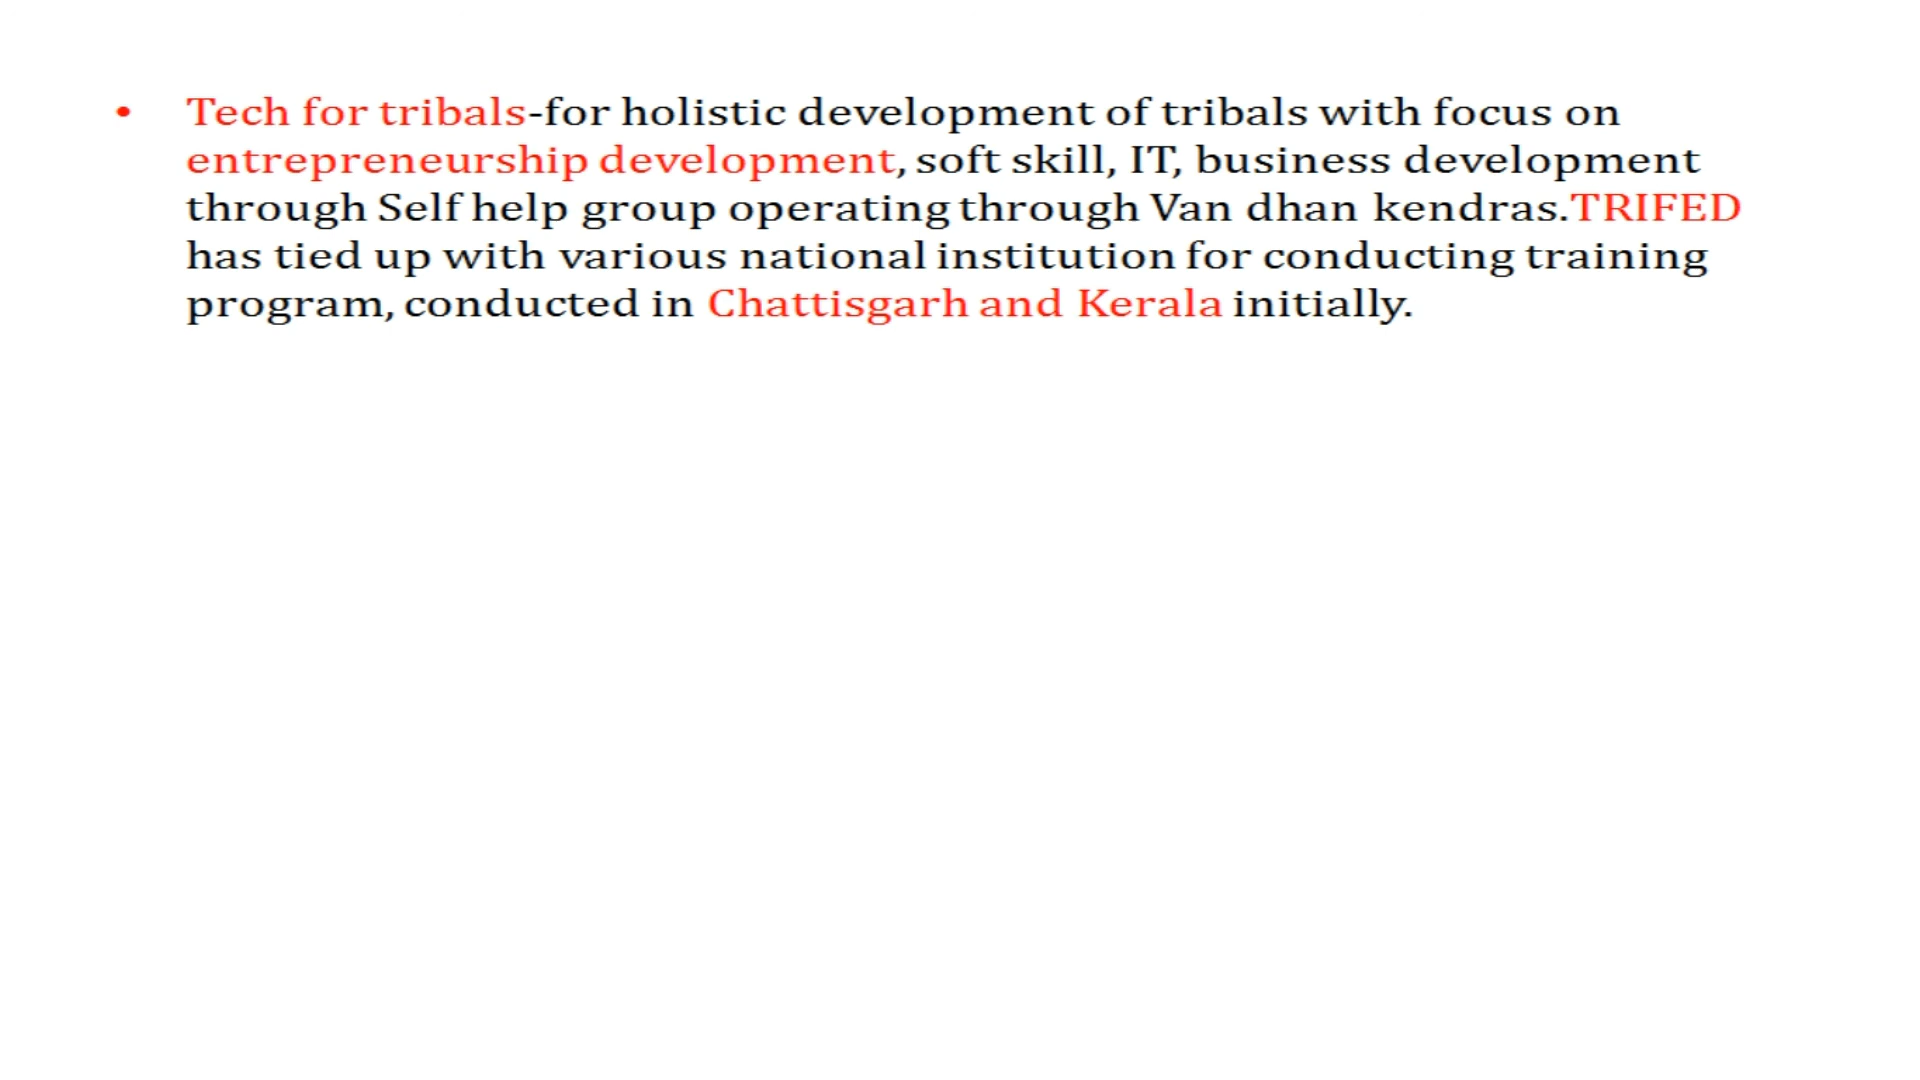 • Tech for tribals-for holistic development of tribals with focus on
entrepreneurship development, soft skill, IT, business development
through Self help group operating through Van dhan kendras.TRIFED
has tied up with various national institution for conducting training
program, conducted in Chattisgarh and Kerala initially.